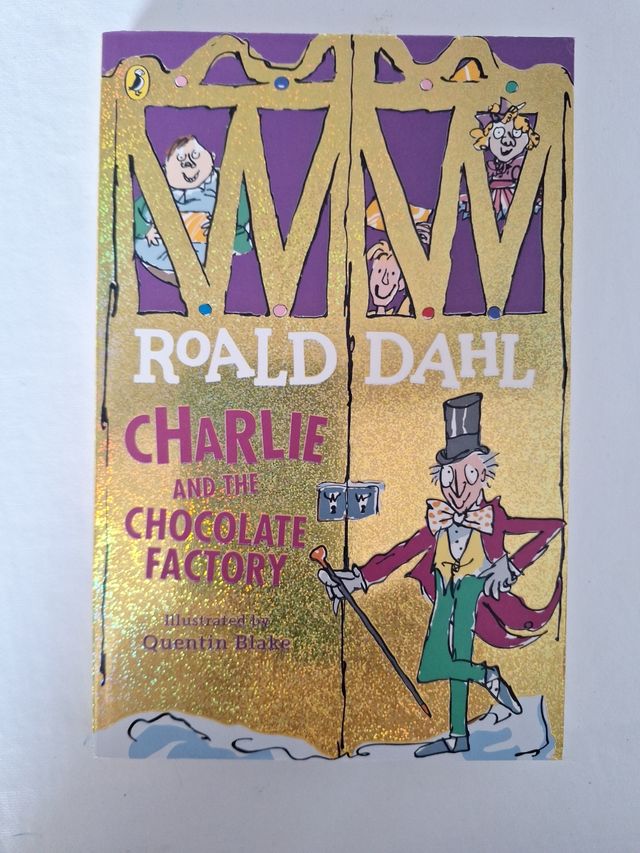 W W
ROALD DAHL
CHARLIE
AND THE
CHOCOLATE
FACTORY
W W
Illustrated by
Quentin Blake